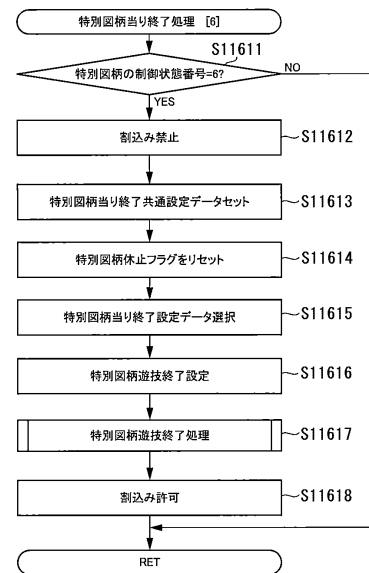 特別図柄当り終了処理 [6]
S11611
特別図柄の制御状態番号=6?
NO
YES
割込み禁止
S11612
特別図柄当り終了共通設定データセット
S11613
特別図柄休止フラグをリセット
S11614
特別図柄当り終了設定データ選択
S11615
特別図柄遊技終了設定
S11616
特別図柄遊技終了処理
S11617
割込み許可
S11618
RET